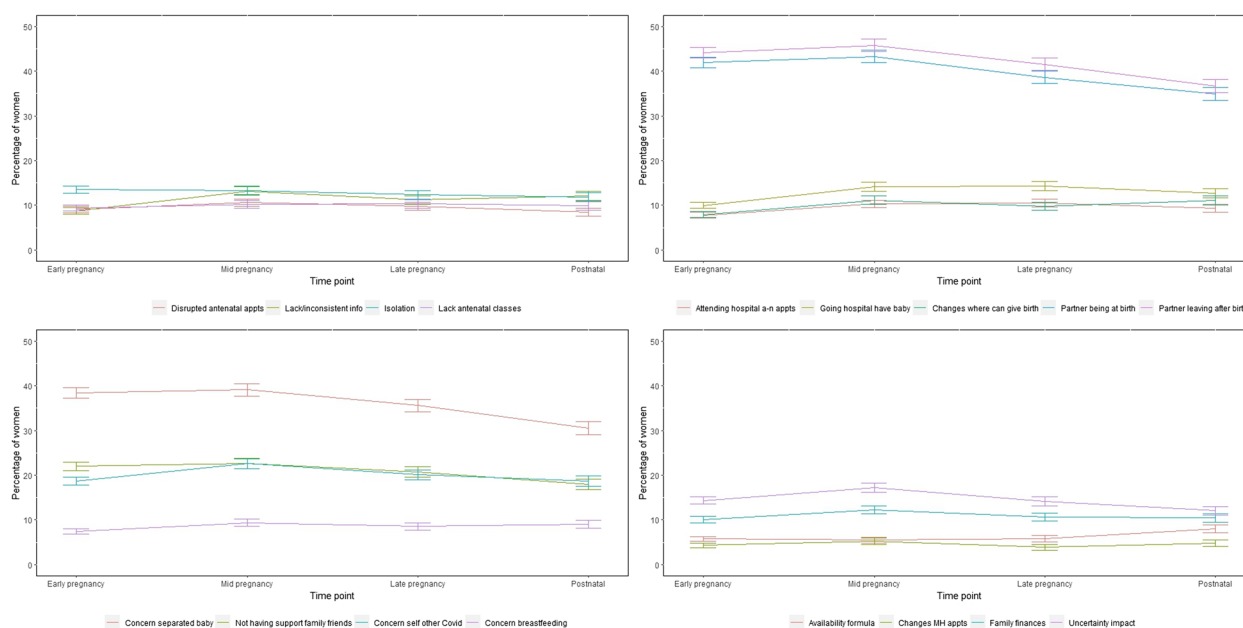 50
40
30
20
10
0
Percentage of women
Early pregnancy Mid pregnancy Late pregnancy Postnatal
Time point
Disrupted antenatal appts Lack/inconsistent info Isolation Lack antenatal classes
50
40
30
20
10
0
Percentage of women
Early pregnancy Mid pregnancy Late pregnancy Postnatal
Time point
Attending hospital a-n appts Going hospital have baby Changes where can give birth Partner being at birth Partner leaving after birt
50
40
30
20
10
0
Percentage of women
Early pregnancy Mid pregnancy Late pregnancy Postnatal
Time point
Concern separated baby Not having support family friends Concern self other Covid Concern breastfeeding
50
40
30
20
10
0
Percentage of women
Early pregnancy Mid pregnancy Late pregnancy Postnatal
Time point
Availability formula Changes MH appts Family finances Uncertainty impact